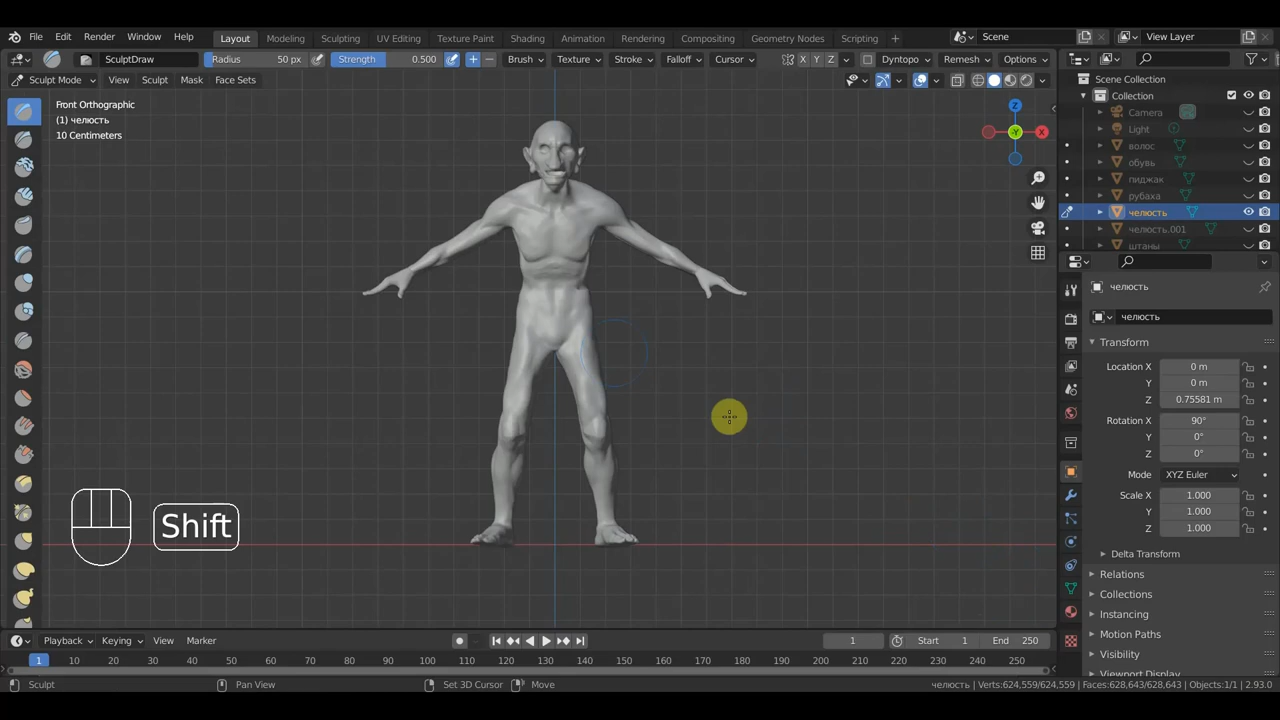 File Edit Render Window Help Layout Modeling Sculpting UV Editing Texture Paint Shading Animation Rendering Compositing Geometry Nodes Scripting + Scene View Layer
SculptDraw Radius 50 px Strength 0.500 + − Brush Texture Stroke Falloff Cursor X Y Z Dyntopo Remesh Options
Sculpt Mode View Sculpt Mask Face Sets
Front Orthographic
(1) челюсть
10 Centimeters
Z
-Y
X
Scene Collection
Collection
Camera
Light
волос
обувь
пиджак
рубаха
челюсть
челюсть.001
штаны
челюсть
челюсть
Transform
Location X 0 m
Y 0 m
Z 0.75581 m
Rotation X 90°
Y 0°
Z 0°
Mode XYZ Euler
Scale X 1.000
Y 1.000
Z 1.000
Delta Transform
Relations
Collections
Instancing
Motion Paths
Visibility
Viewport Display
Shift
Playback Keying View Marker 1 Start 1 End 250
1 10 20 30 40 50 60 70 80 90 100 110 120 130 140 150 160 170 180 190 200 210 220 230 240 250
Sculpt Pan View Set 3D Cursor Move челюсть | Verts:624,559/624,559 | Faces:628,643/628,643 | Objects:1/1 | 2.93.0